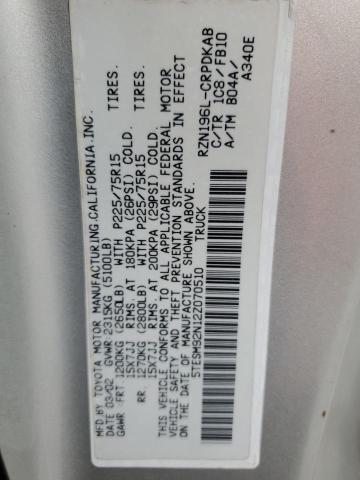 MFD BY TOYOTA MOTOR MANUFACTURING,CALIFORNIA,INC.
DATE 03/02 GVWR 2315KG (5100LB)
GAWR FRT. 1200KG (2650LB) WITH P225/75R15 TIRES.
15X7JJ RIMS. AT 180KPA (26PSI) COLD.
RR. 1270KG (2800LB) WITH P225/75R15 TIRES.
15X7JJ RIMS. AT 200KPA (29PSI) COLD.
THIS VEHICLE CONFORMS TO ALL APPLICABLE FEDERAL MOTOR
VEHICLE SAFETY AND THEFT PREVENTION STANDARDS IN EFFECT
ON THE DATE OF MANUFACTURE SHOWN ABOVE.
5TESM92N12Z070510 TRUCK
RZN196L-CRPDKAB
C/TR 1C8/FB10
A/TM B04A/
A340E